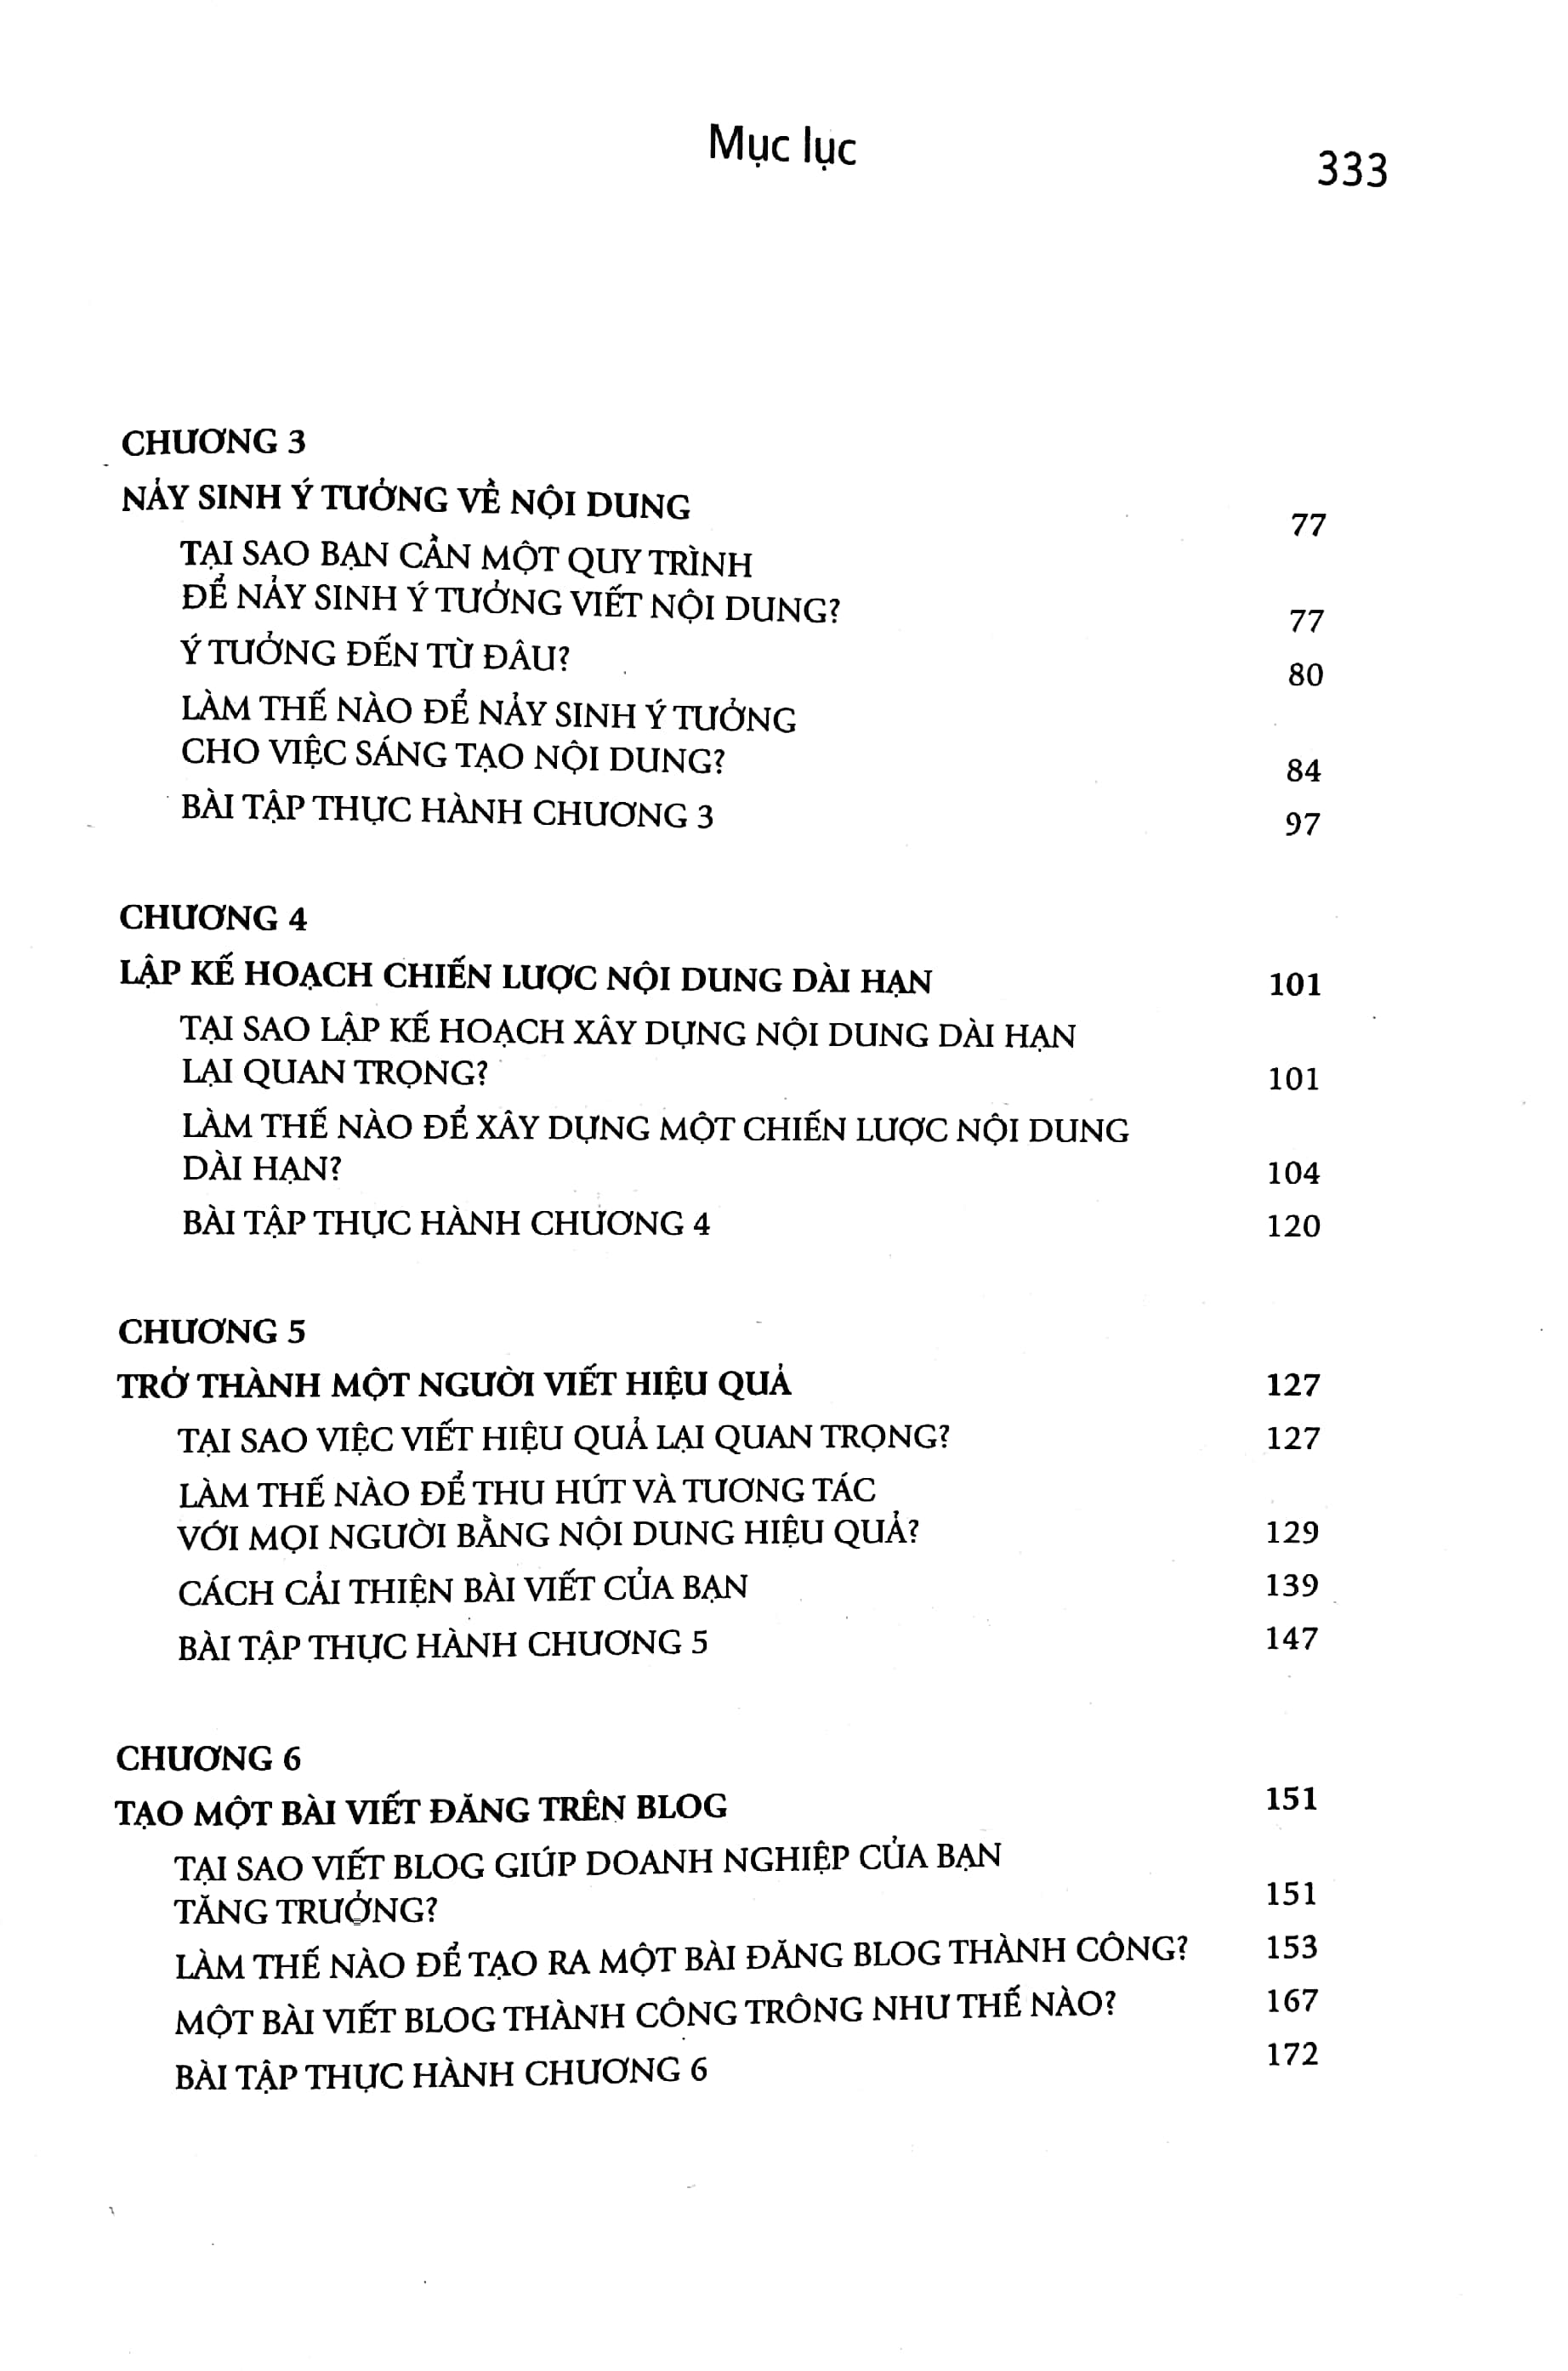 Mục lục 333
CHƯƠNG 3
NẢY SINH Ý TƯỞNG VỀ NỘI DUNG 77
TẠI SAO BẠN CẦN MỘT QUY TRÌNH
ĐỂ NẢY SINH Ý TƯỞNG VIẾT NỘI DUNG? 77
Ý TƯỞNG ĐẾN TỪ ĐÂU? 80
LÀM THẾ NÀO ĐỂ NẢY SINH Ý TƯỞNG
CHO VIỆC SÁNG TẠO NỘI DUNG? 84
BÀI TẬP THỰC HÀNH CHƯƠNG 3 97
CHƯƠNG 4
LẬP KẾ HOẠCH CHIẾN LƯỢC NỘI DUNG DÀI HẠN 101
TẠI SAO LẬP KẾ HOẠCH XÂY DỰNG NỘI DUNG DÀI HẠN
LẠI QUAN TRỌNG? 101
LÀM THẾ NÀO ĐỂ XÂY DỰNG MỘT CHIẾN LƯỢC NỘI DUNG
DÀI HẠN? 104
BÀI TẬP THỰC HÀNH CHƯƠNG 4 120
CHƯƠNG 5
TRỞ THÀNH MỘT NGƯỜI VIẾT HIỆU QUẢ 127
TẠI SAO VIỆC VIẾT HIỆU QUẢ LẠI QUAN TRỌNG? 127
LÀM THẾ NÀO ĐỂ THU HÚT VÀ TƯƠNG TÁC
VỚI MỌI NGƯỜI BẰNG NỘI DUNG HIỆU QUẢ? 129
CÁCH CẢI THIỆN BÀI VIẾT CỦA BẠN 139
BÀI TẬP THỰC HÀNH CHƯƠNG 5 147
CHƯƠNG 6
TẠO MỘT BÀI VIẾT ĐĂNG TRÊN BLOG 151
TẠI SAO VIẾT BLOG GIÚP DOANH NGHIỆP CỦA BẠN
TĂNG TRƯỞNG? 151
LÀM THẾ NÀO ĐỂ TẠO RA MỘT BÀI ĐĂNG BLOG THÀNH CÔNG? 153
MỘT BÀI VIẾT BLOG THÀNH CÔNG TRÔNG NHƯ THẾ NÀO? 167
BÀI TẬP THỰC HÀNH CHƯƠNG 6 172